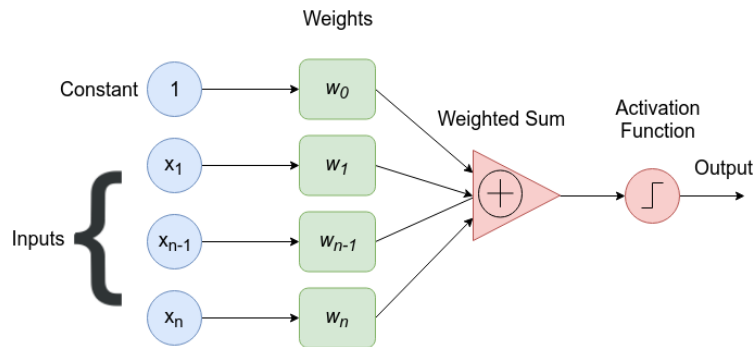 Weights
Constant
1
w0
Weighted Sum
Activation
Function
x1
w1
Output
Inputs
xn-1
wn-1
xn
wn